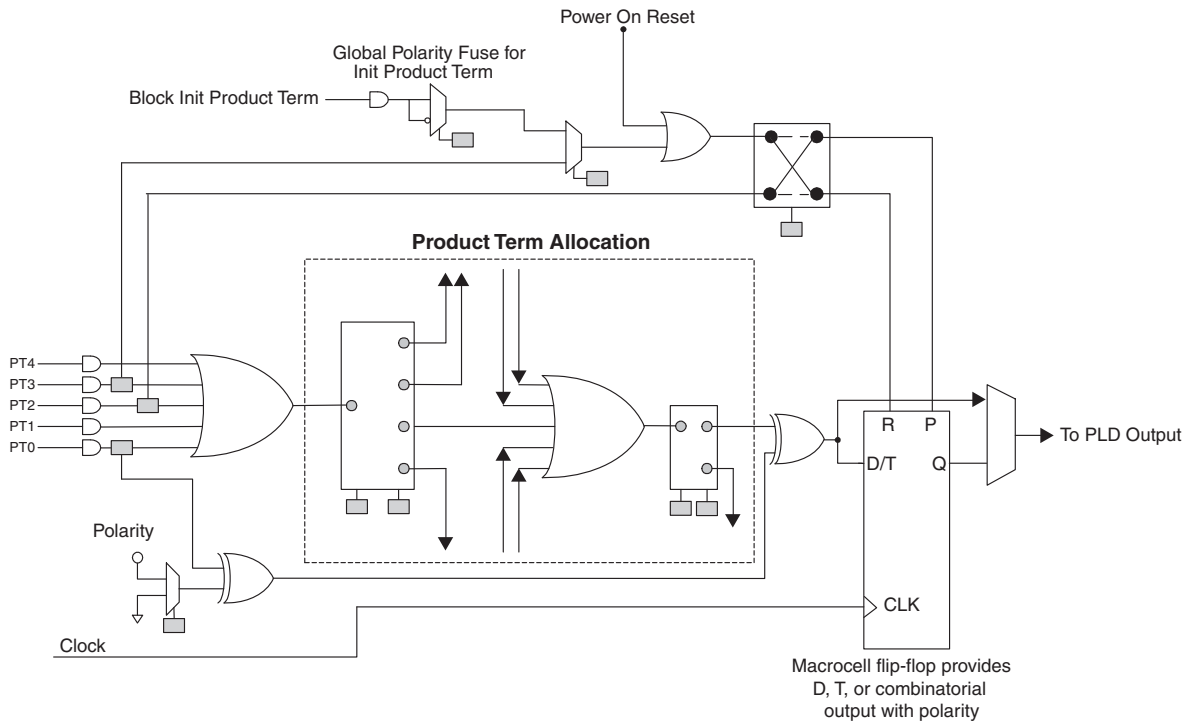 Power On Reset
Global Polarity Fuse for
Init Product Term
Block Init Product Term
Product Term Allocation
PT4
PT3
PT2
PT1
PT0
R P
D/T Q
To PLD Output
Polarity
CLK
Clock
Macrocell flip-flop provides
D, T, or combinatorial
output with polarity